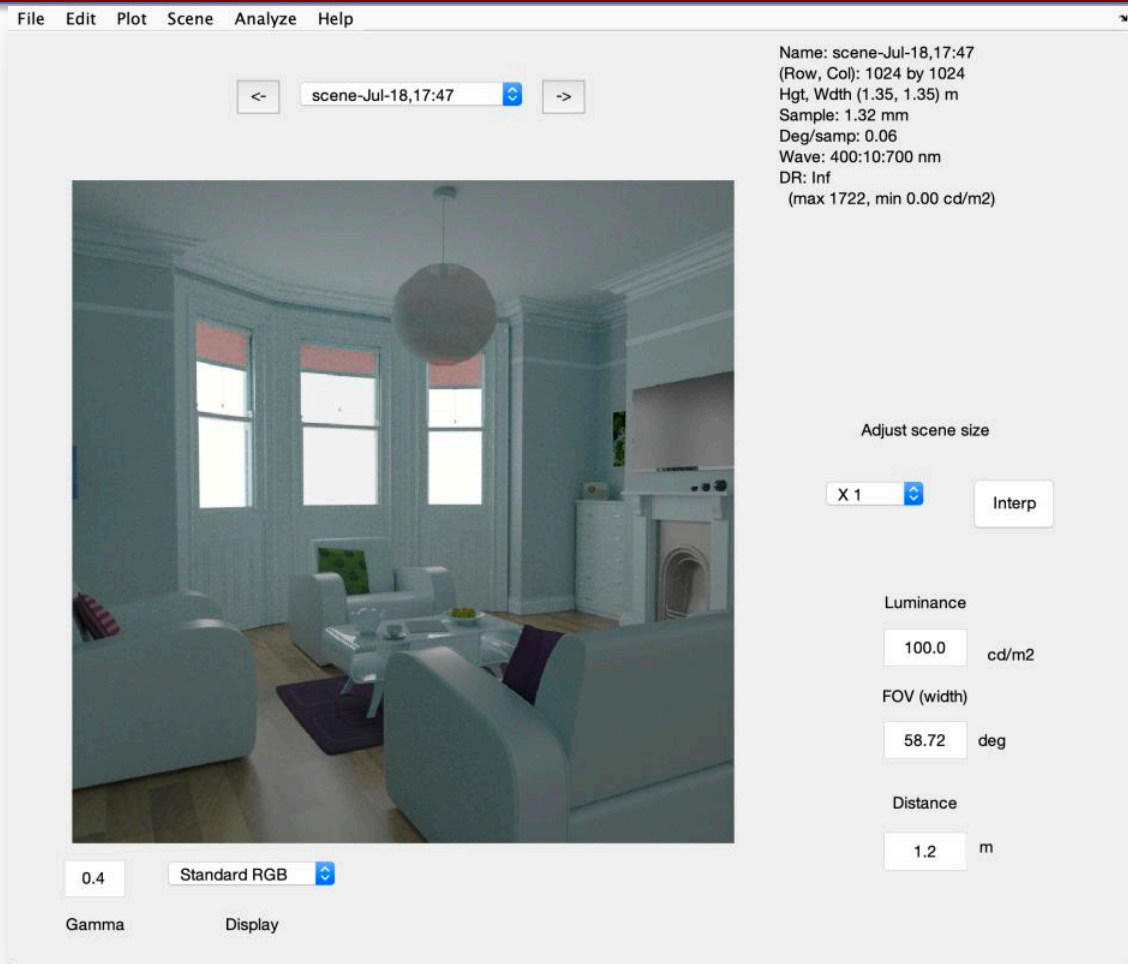 File Edit Plot Scene Analyze Help
<- scene-Jul-18,17:47 ->
Name: scene-Jul-18,17:47
(Row, Col): 1024 by 1024
Hgt, Wdth (1.35, 1.35) m
Sample: 1.32 mm
Deg/samp: 0.06
Wave: 400:10:700 nm
DR: Inf
(max 1722, min 0.00 cd/m2)
Adjust scene size
X 1 Interp
Luminance
100.0 cd/m2
FOV (width)
58.72 deg
Distance
1.2 m
0.4 Standard RGB
Gamma Display